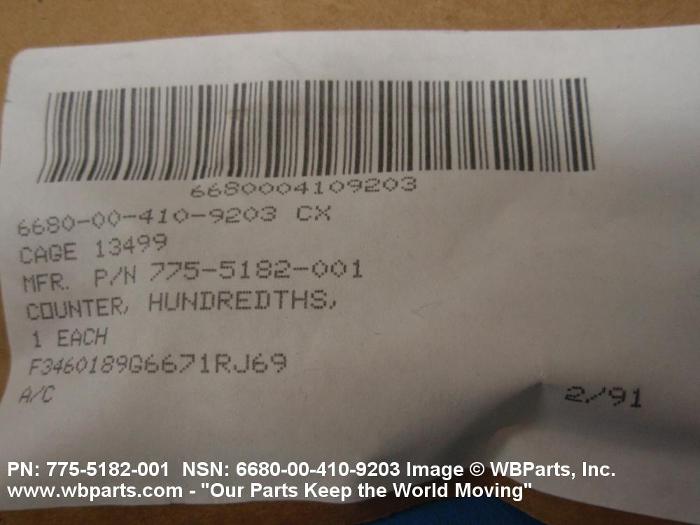 6680004109203
6680-00-410-9203 CX
CAGE 13499
MFR. P/N 775-5182-001
COUNTER, HUNDREDTHS,
1 EACH
F3460189G6671RJ69
A/C 2/91
PN: 775-5182-001 NSN: 6680-00-410-9203 Image © WBParts, Inc.
www.wbparts.com - "Our Parts Keep the World Moving"